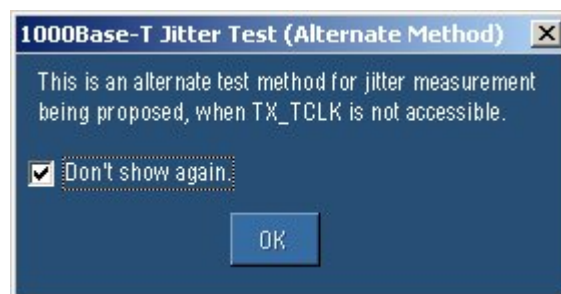 1000Base-T Jitter Test (Alternate Method)
This is an alternate test method for jitter measurement
being proposed, when TX_TCLK is not accessible.
Don't show again.
OK